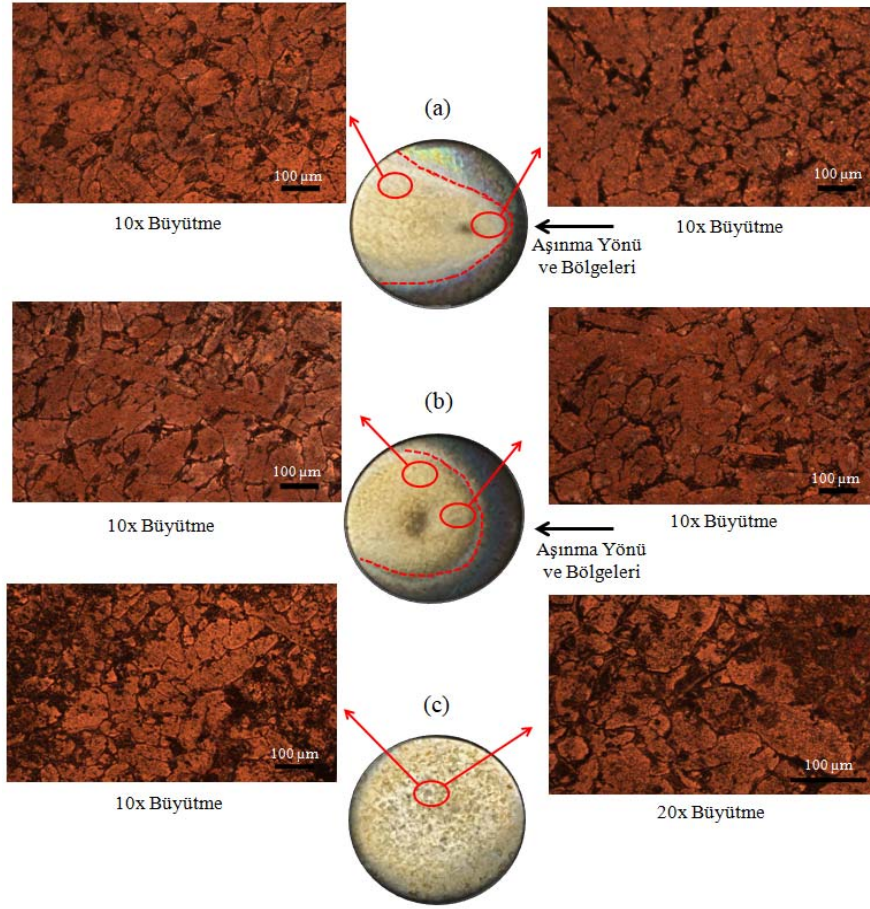 (a)
100 µm
100 µm
10x Büyütme
10x Büyütme
Aşınma Yönü
ve Bölgeleri
(b)
100 µm
100 µm
10x Büyütme
10x Büyütme
Aşınma Yönü
ve Bölgeleri
(c)
100 µm
100 µm
10x Büyütme
20x Büyütme